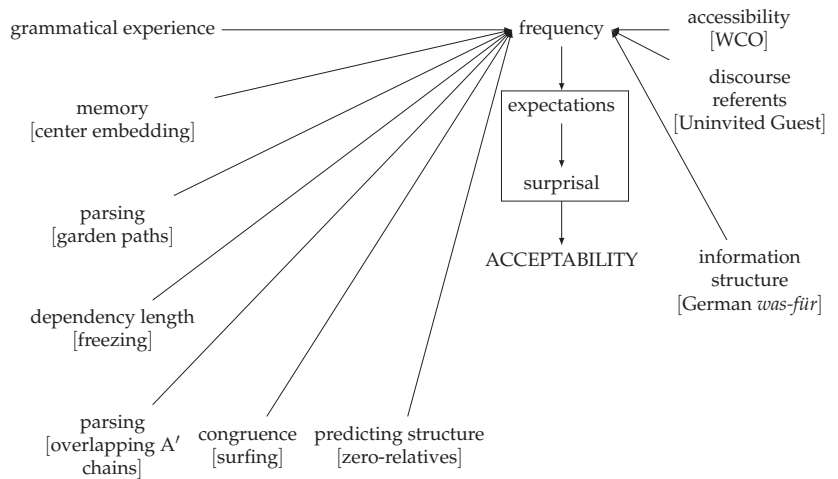 grammatical experience
frequency
accessibility
[WCO]
discourse
referents
[Uninvited Guest]
expectations
memory
[center embedding]
surprisal
parsing
[garden paths]
ACCEPTABILITY
information
structure
[German was-für]
dependency length
[freezing]
parsing
[overlapping A′
chains]
congruence
[surfing]
predicting structure
[zero-relatives]